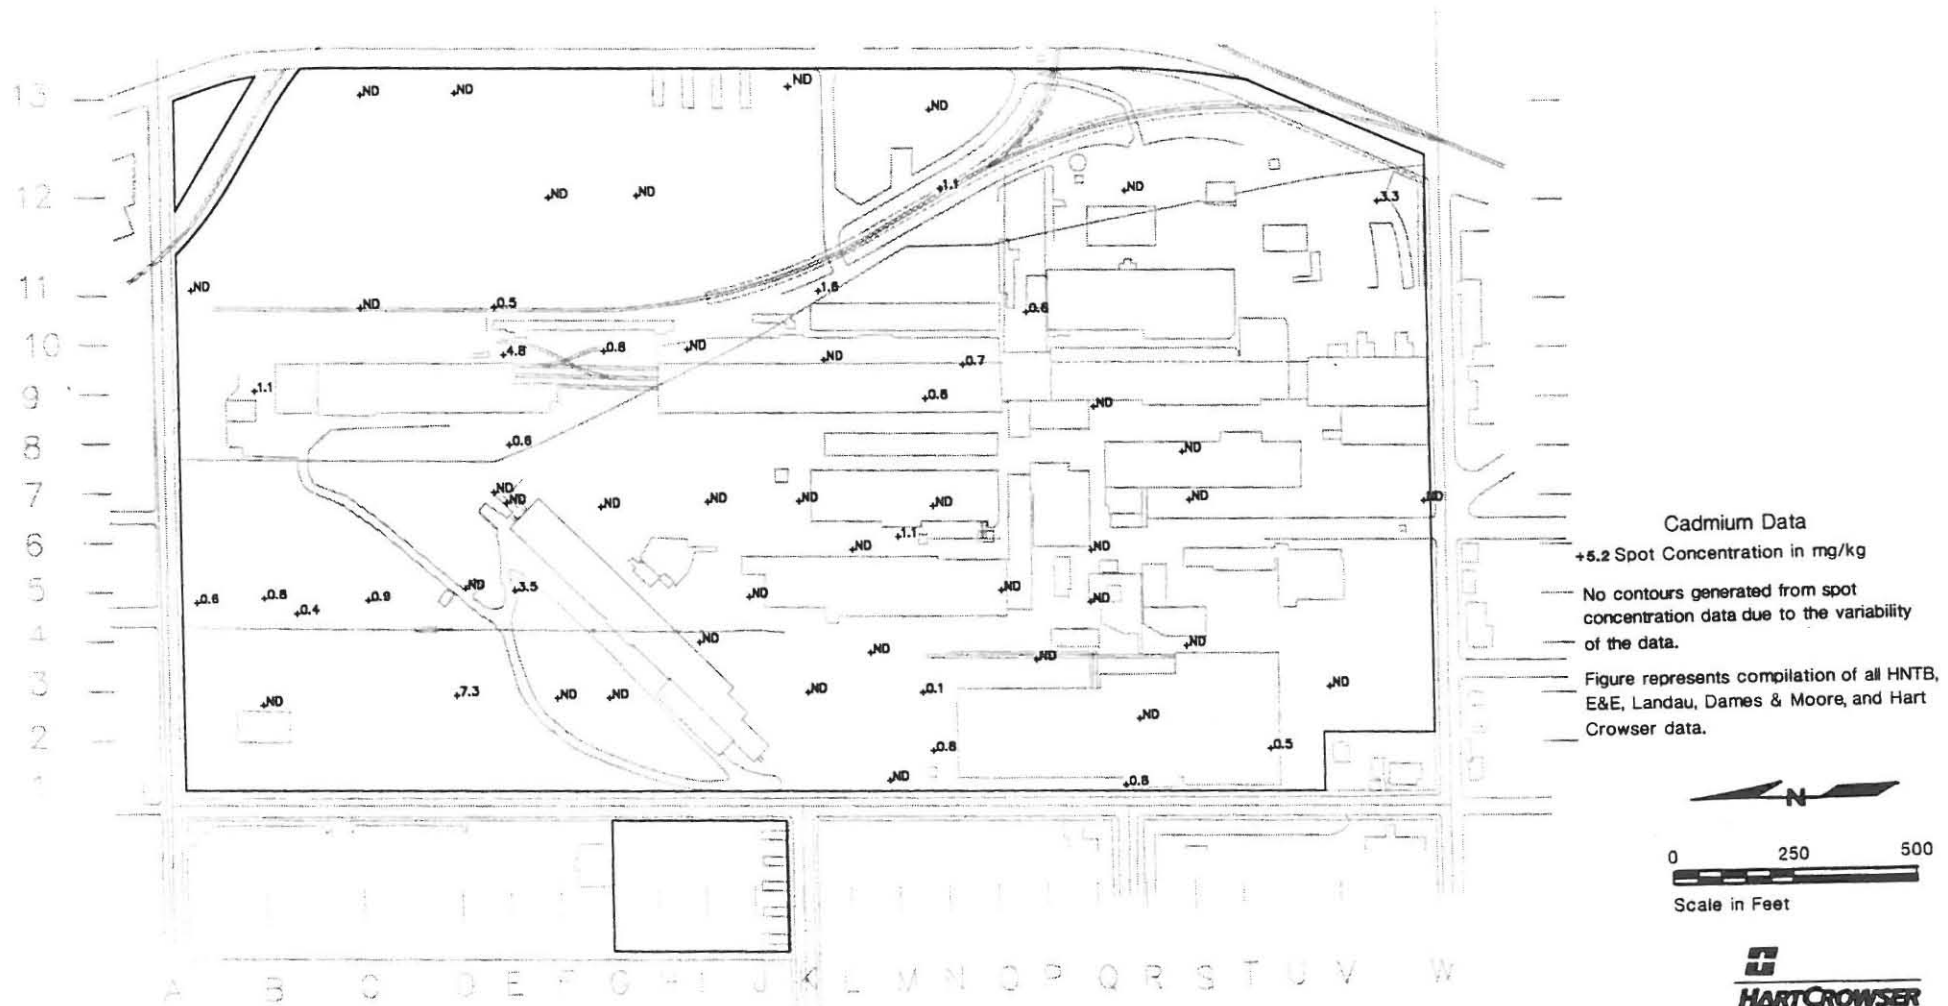 13
+ND
+ND
+ND
+ND
12
+ND
+ND
+1.1
+ND
+3.3
11
+ND
+ND
+0.5
+1.6
+0.6
10
+4.8
+0.8
+ND
+ND
+0.7
9
+1.1
+0.8
+ND
8
+0.6
+ND
7
+ND
+ND
+ND
+ND
+ND
+ND
+ND
+ND
6
+ND
+1.1
+ND
5
+0.6
+0.8
+0.4
+0.9
+ND
+3.5
+ND
+ND
+ND
4
+ND
+ND
+ND
+ND
3
+ND
+7.3
+ND
+ND
+ND
+0.1
+ND
+ND
2
+0.8
+0.5
1
+ND
+0.8
A B C D E F G H I J K L M N O P Q R S T U V W
Cadmium Data
+5.2 Spot Concentration in mg/kg
No contours generated from spot
concentration data due to the variability
of the data.
Figure represents compilation of all HNTB,
E&E, Landau, Dames & Moore, and Hart
Crowser data.
N
0 250 500
Scale in Feet
HARTCROWSER